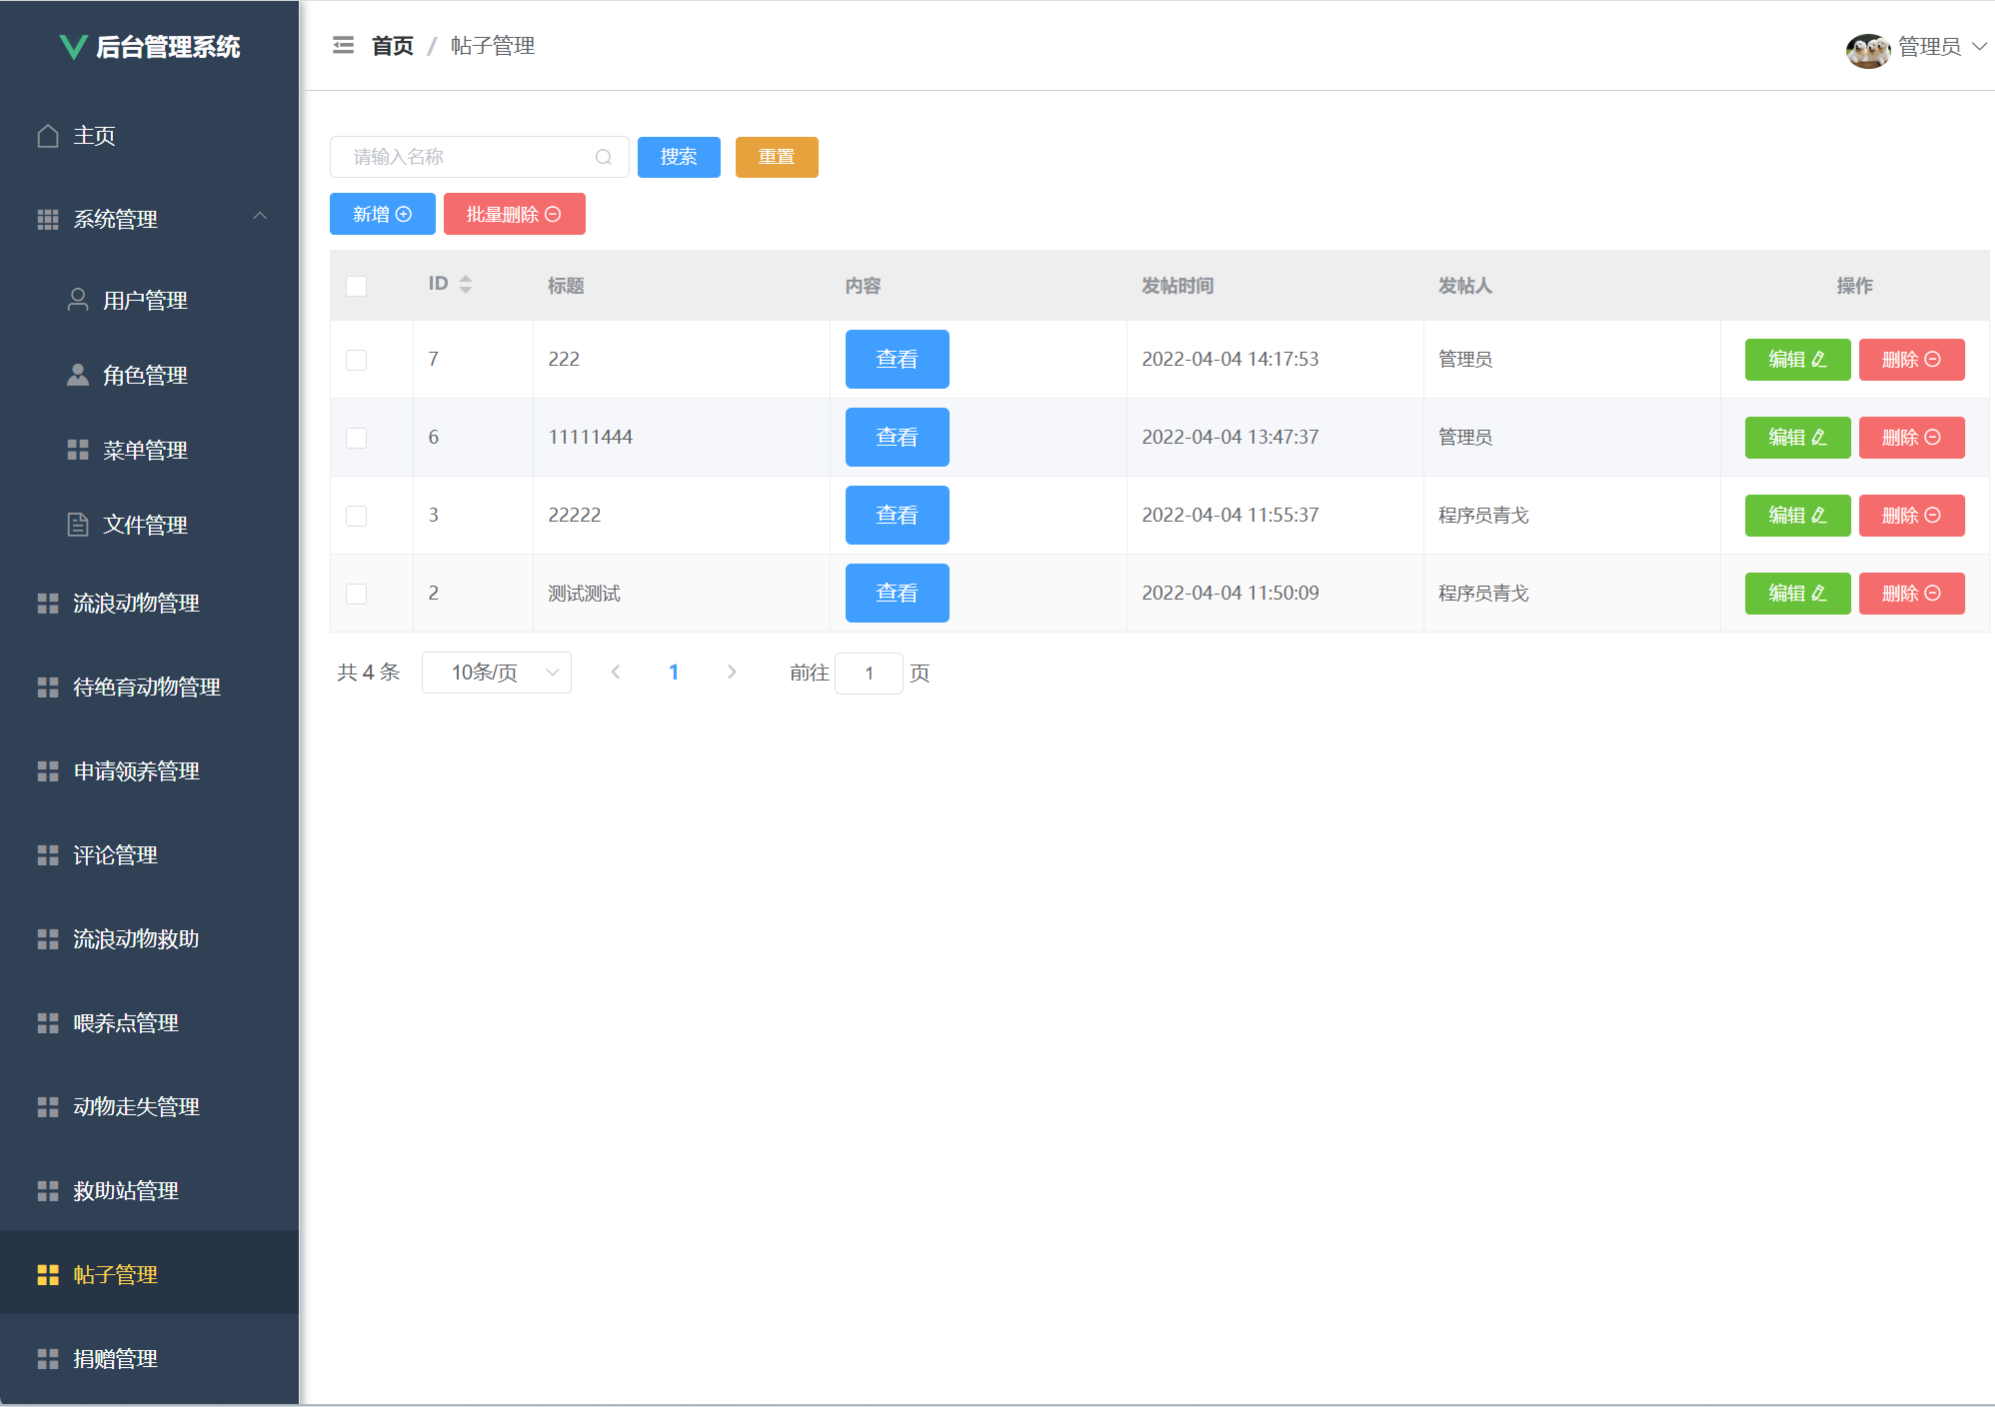 后台管理系统
主页
系统管理
用户管理
角色管理
菜单管理
文件管理
流浪动物管理
待绝育动物管理
申请领养管理
评论管理
流浪动物救助
喂养点管理
动物走失管理
救助站管理
帖子管理
捐赠管理
首页 / 帖子管理
管理员
请输入名称 搜索 重置
新增 批量删除
ID 标题 内容 发帖时间 发帖人 操作
7 222 查看 2022-04-04 14:17:53 管理员 编辑 删除
6 11111444 查看 2022-04-04 13:47:37 管理员 编辑 删除
3 22222 查看 2022-04-04 11:55:37 程序员青戈 编辑 删除
2 测试测试 查看 2022-04-04 11:50:09 程序员青戈 编辑 删除
共 4 条 10条/页 1 前往 1 页